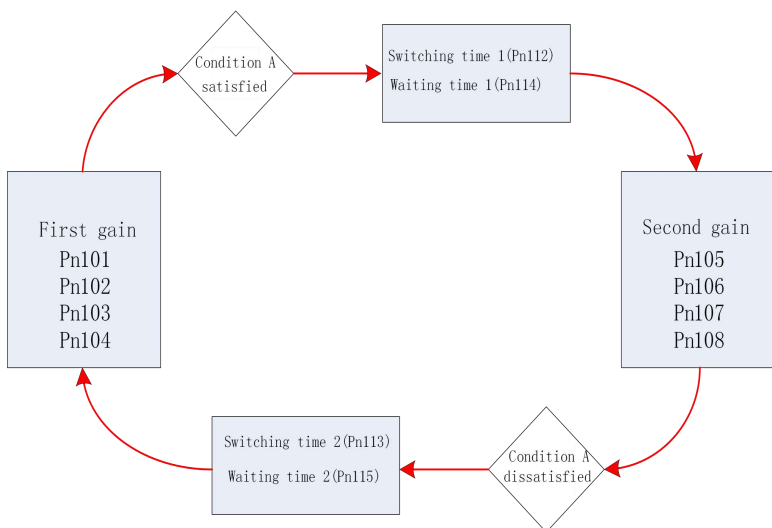 Condition A
satisfied
Switching time 1(Pn112)
Waiting time 1(Pn114)
First gain
Pn101
Pn102
Pn103
Pn104
Second gain
Pn105
Pn106
Pn107
Pn108
Switching time 2(Pn113)
Waiting time 2(Pn115)
Condition A
dissatisfied